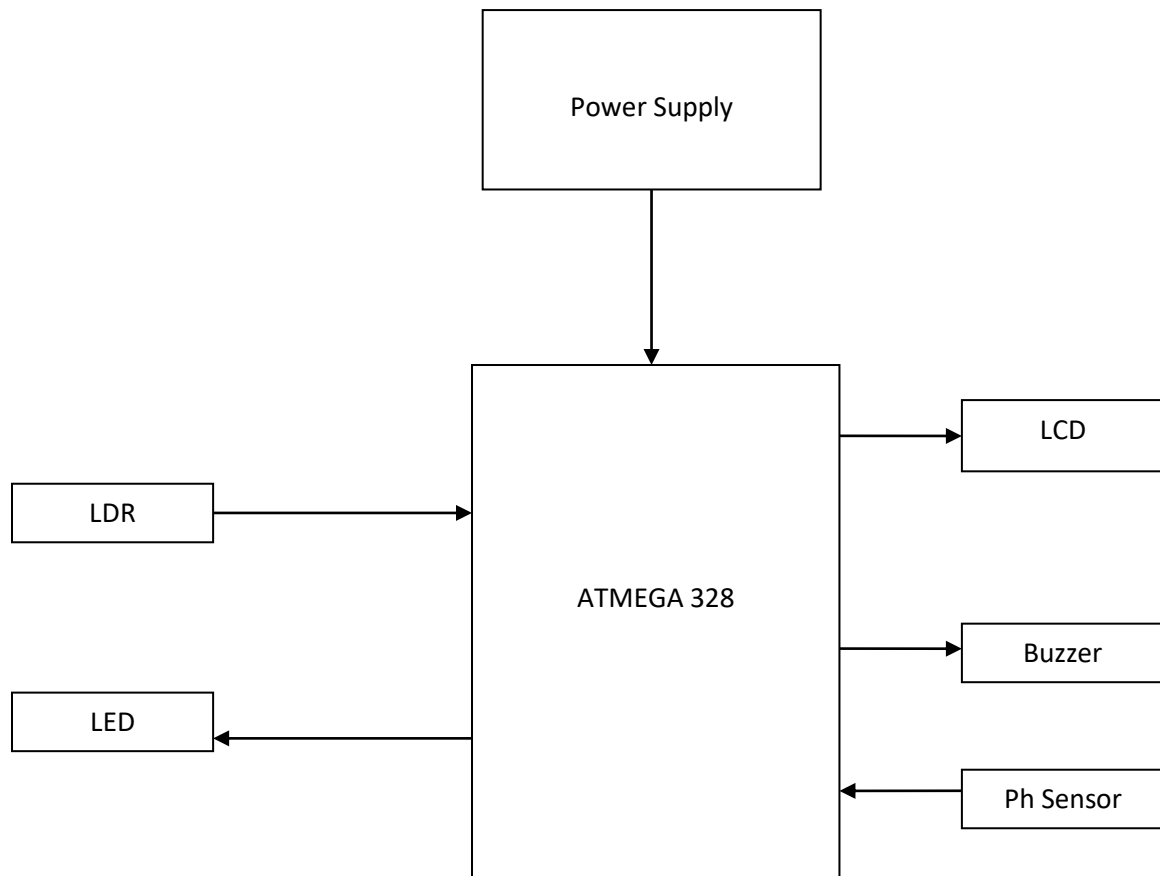 Power Supply
LCD
LDR
ATMEGA 328
Buzzer
LED
Ph Sensor